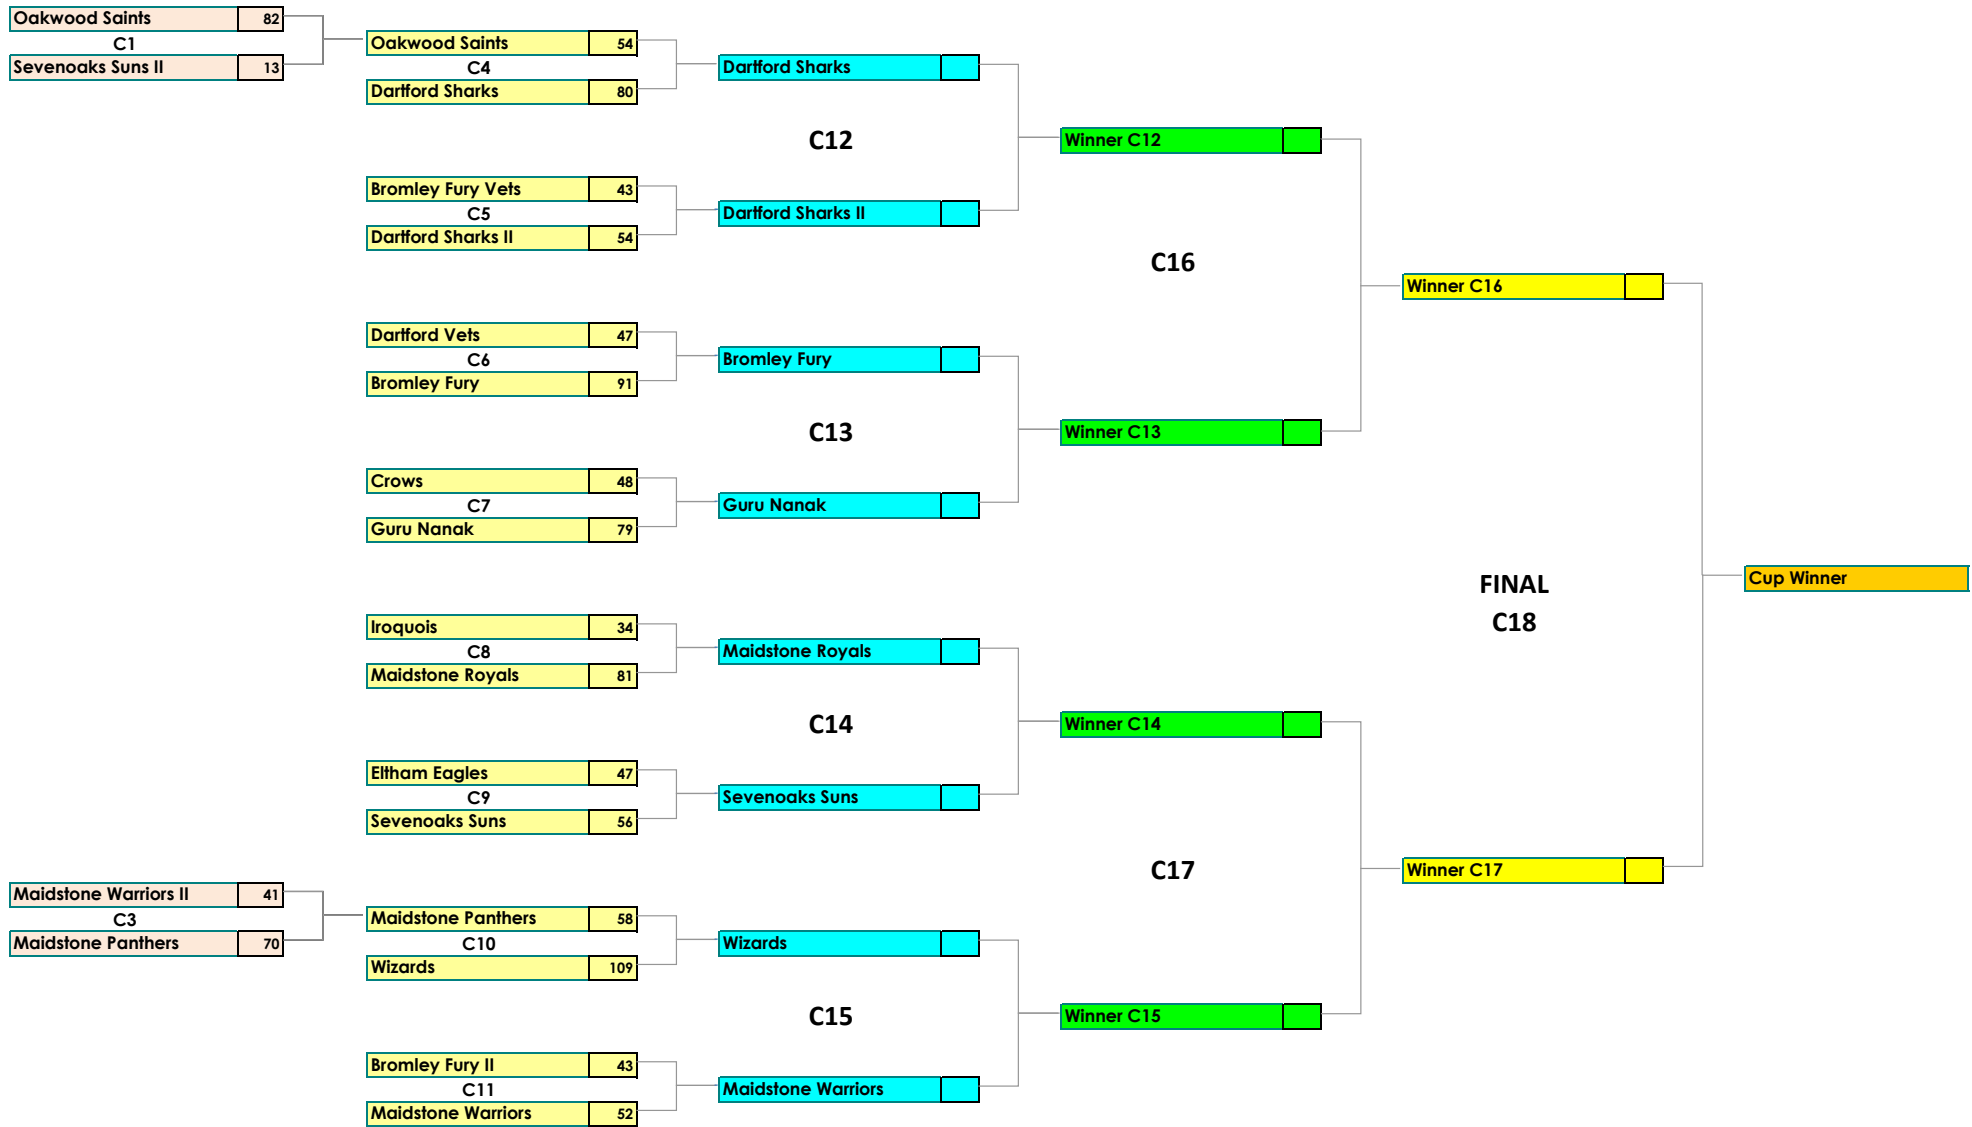 Oakwood Saints 82
C1
Sevenoaks Suns II 13
Oakwood Saints 54
C4
Dartford Sharks 80
Dartford Sharks
C12
Winner C12
Bromley Fury Vets 43
C5
Dartford Sharks II 54
Dartford Sharks II
C16
Winner C16
Dartford Vets 47
C6
Bromley Fury 91
Bromley Fury
C13
Winner C13
Crows 48
C7
Guru Nanak 79
Guru Nanak
FINAL
C18
Cup Winner
Iroquois 34
C8
Maidstone Royals 81
Maidstone Royals
C14
Winner C14
Eltham Eagles 47
C9
Sevenoaks Suns 56
Sevenoaks Suns
C17
Winner C17
Maidstone Warriors II 41
C3
Maidstone Panthers 70
Maidstone Panthers 58
C10
Wizards 109
Wizards
C15
Winner C15
Bromley Fury II 43
C11
Maidstone Warriors 52
Maidstone Warriors